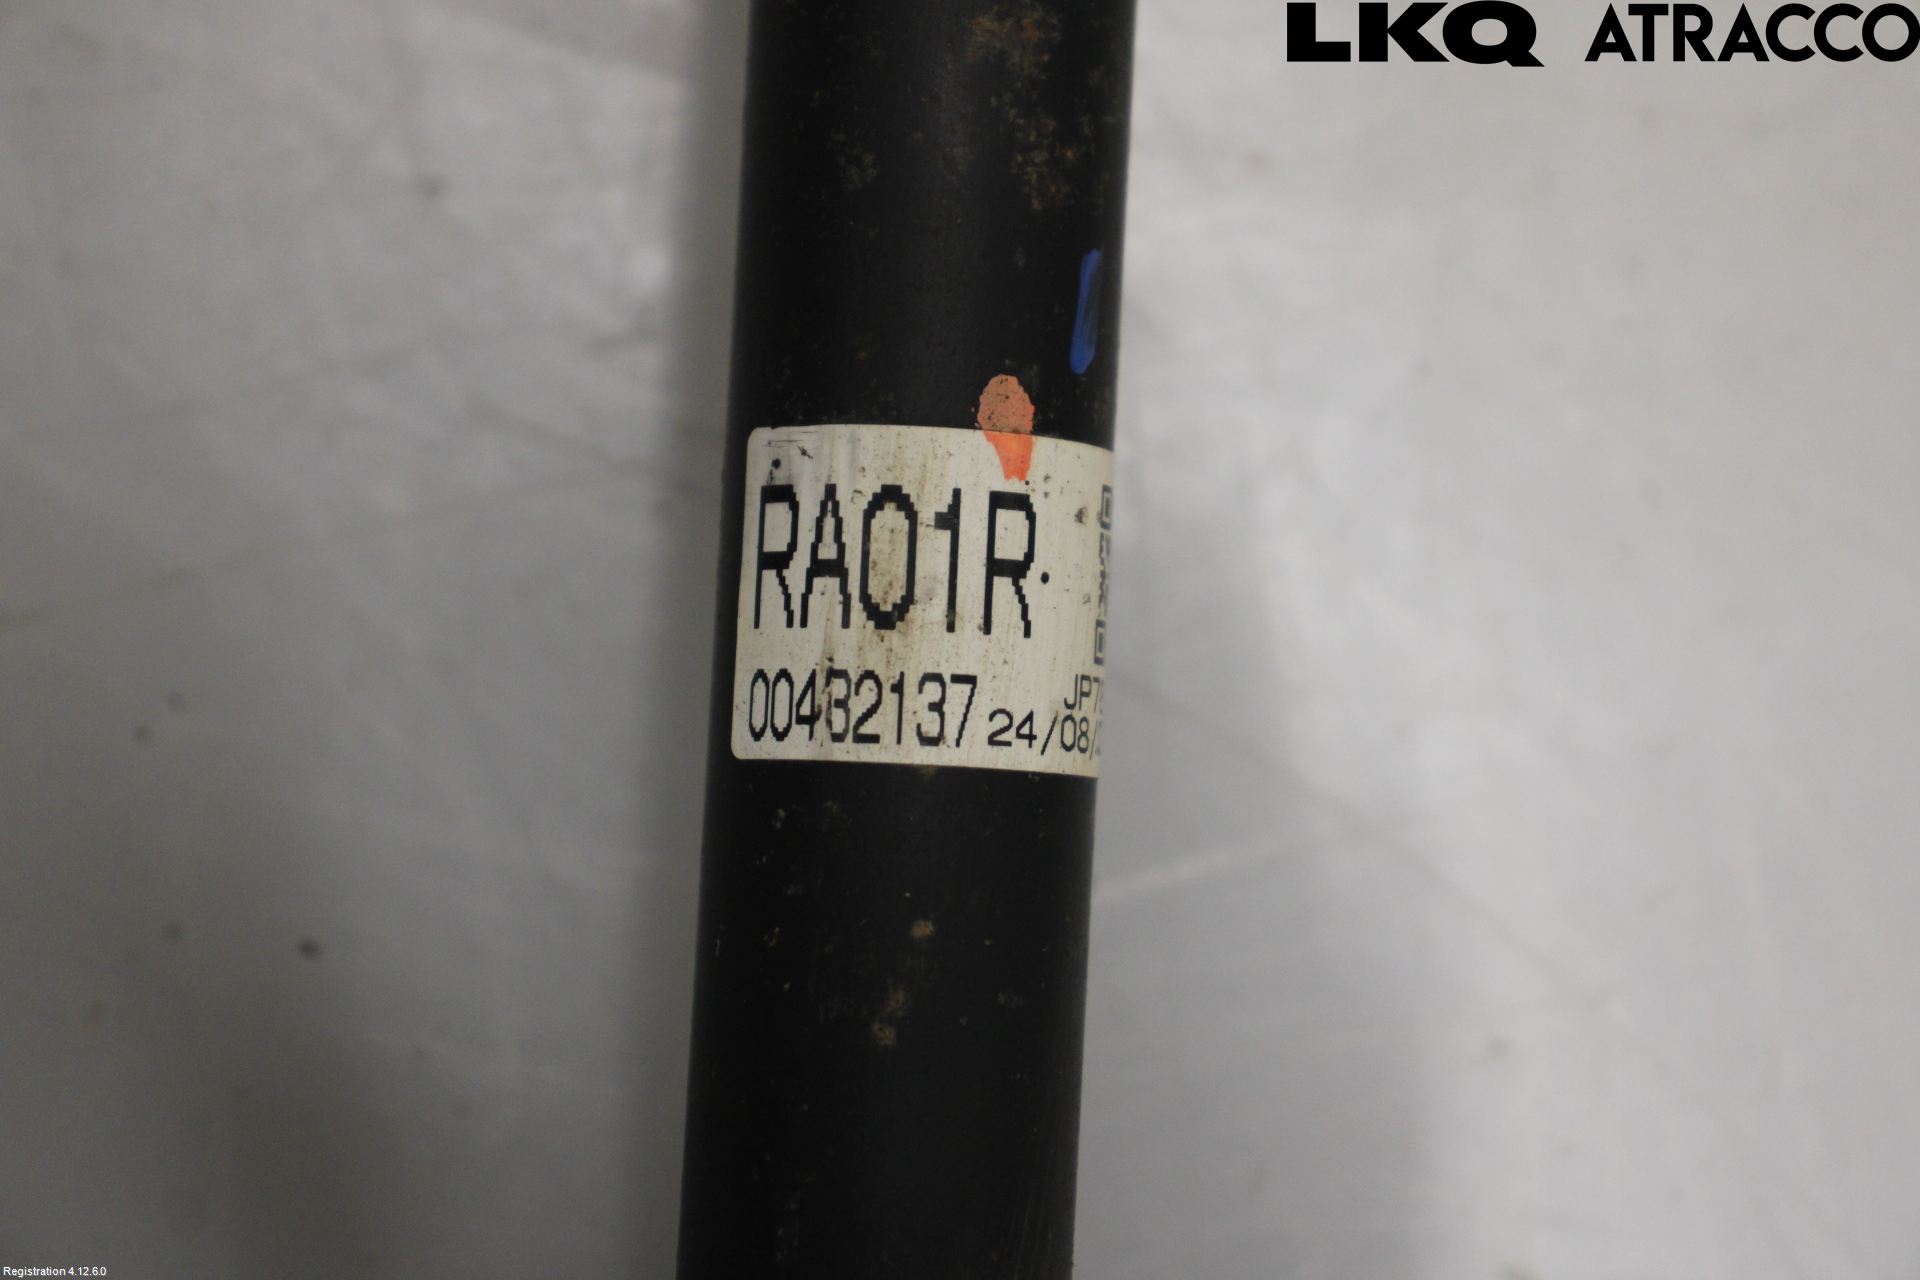 LKQ ATRACCO
RA01R
00432137 24/08/
JP7
Registration 4.12.6.0